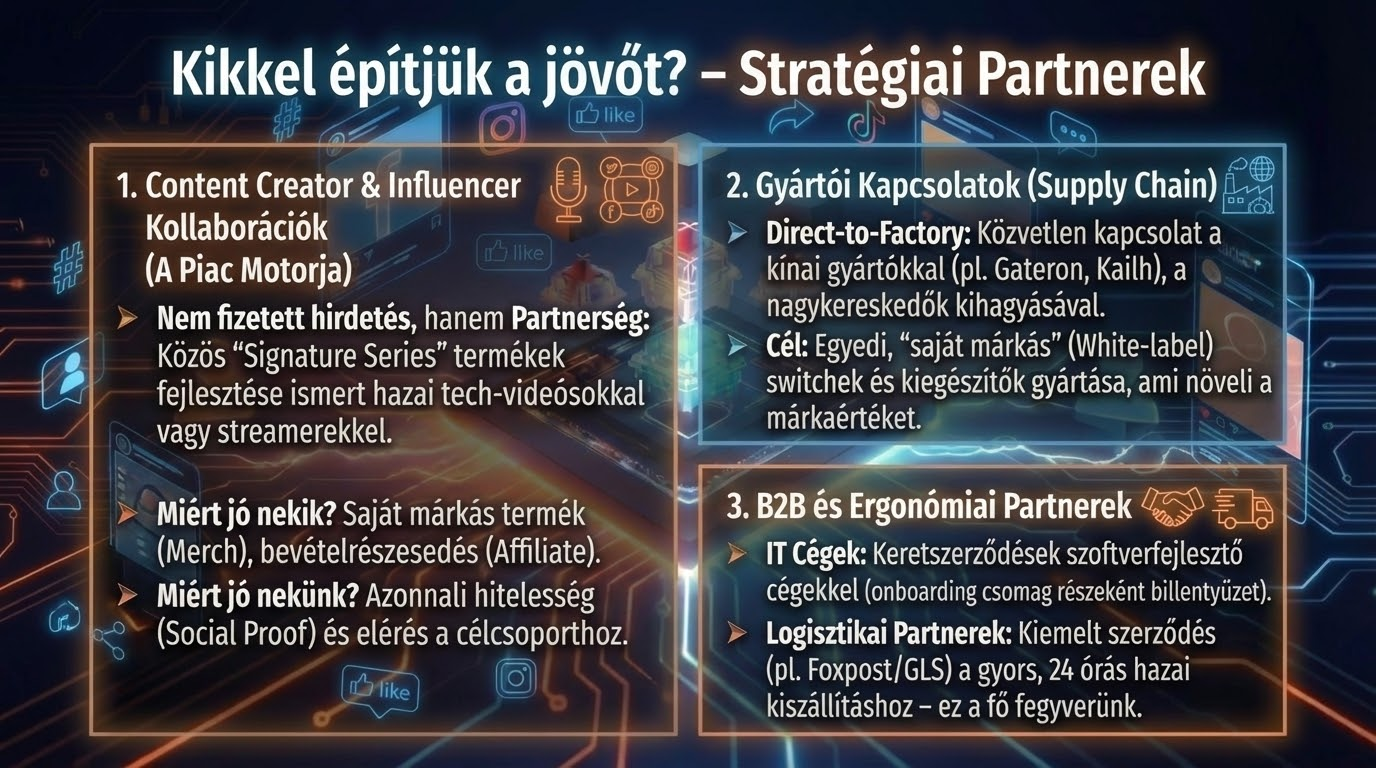 Kikkel építjük a jövőt? – Stratégiai Partnerek
1. Content Creator & Influencer
Kollaborációk
(A Piac Motorja)
Nem fizetett hirdetés, hanem Partnerség:
Közös “Signature Series” termékek
fejlesztése ismert hazai tech-videósokkal
vagy streamerekkel.
Miért jó nekik? Saját márkás termék
(Merch), bevételrészesedés (Affiliate).
Miért jó nekünk? Azonnali hitelesség
(Social Proof) és elérés a célcsoporthoz.
2. Gyártói Kapcsolatok (Supply Chain)
Direct-to-Factory: Közvetlen kapcsolat a
kínai gyártókkal (pl. Gateron, Kailh), a
nagykereskedők kihagyásával.
Cél: Egyedi, “saját márkás” (White-label)
switchek és kiegészítők gyártása, ami növeli a
márkaértéket.
3. B2B és Ergonómiai Partnerek
IT Cégek: Keretszerződések szoftverfejlesztő
cégekkel (onboarding csomag részeként billentyűzet).
Logisztikai Partnerek: Kiemelt szerződés
(pl. Foxpost/GLS) a gyors, 24 órás hazai
kiszállításhoz – ez a fő fegyverünk.
like
like
like